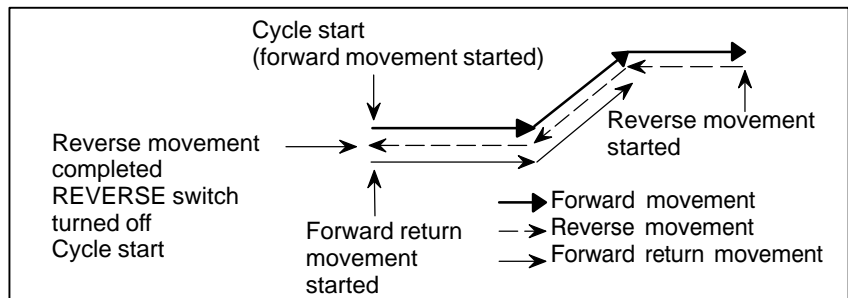 Cycle start
(forward movement started)
Reverse movement
completed
REVERSE switch
turned off
Cycle start
Reverse movement
started
Forward return
movement
started
Forward movement
Reverse movement
Forward return movement